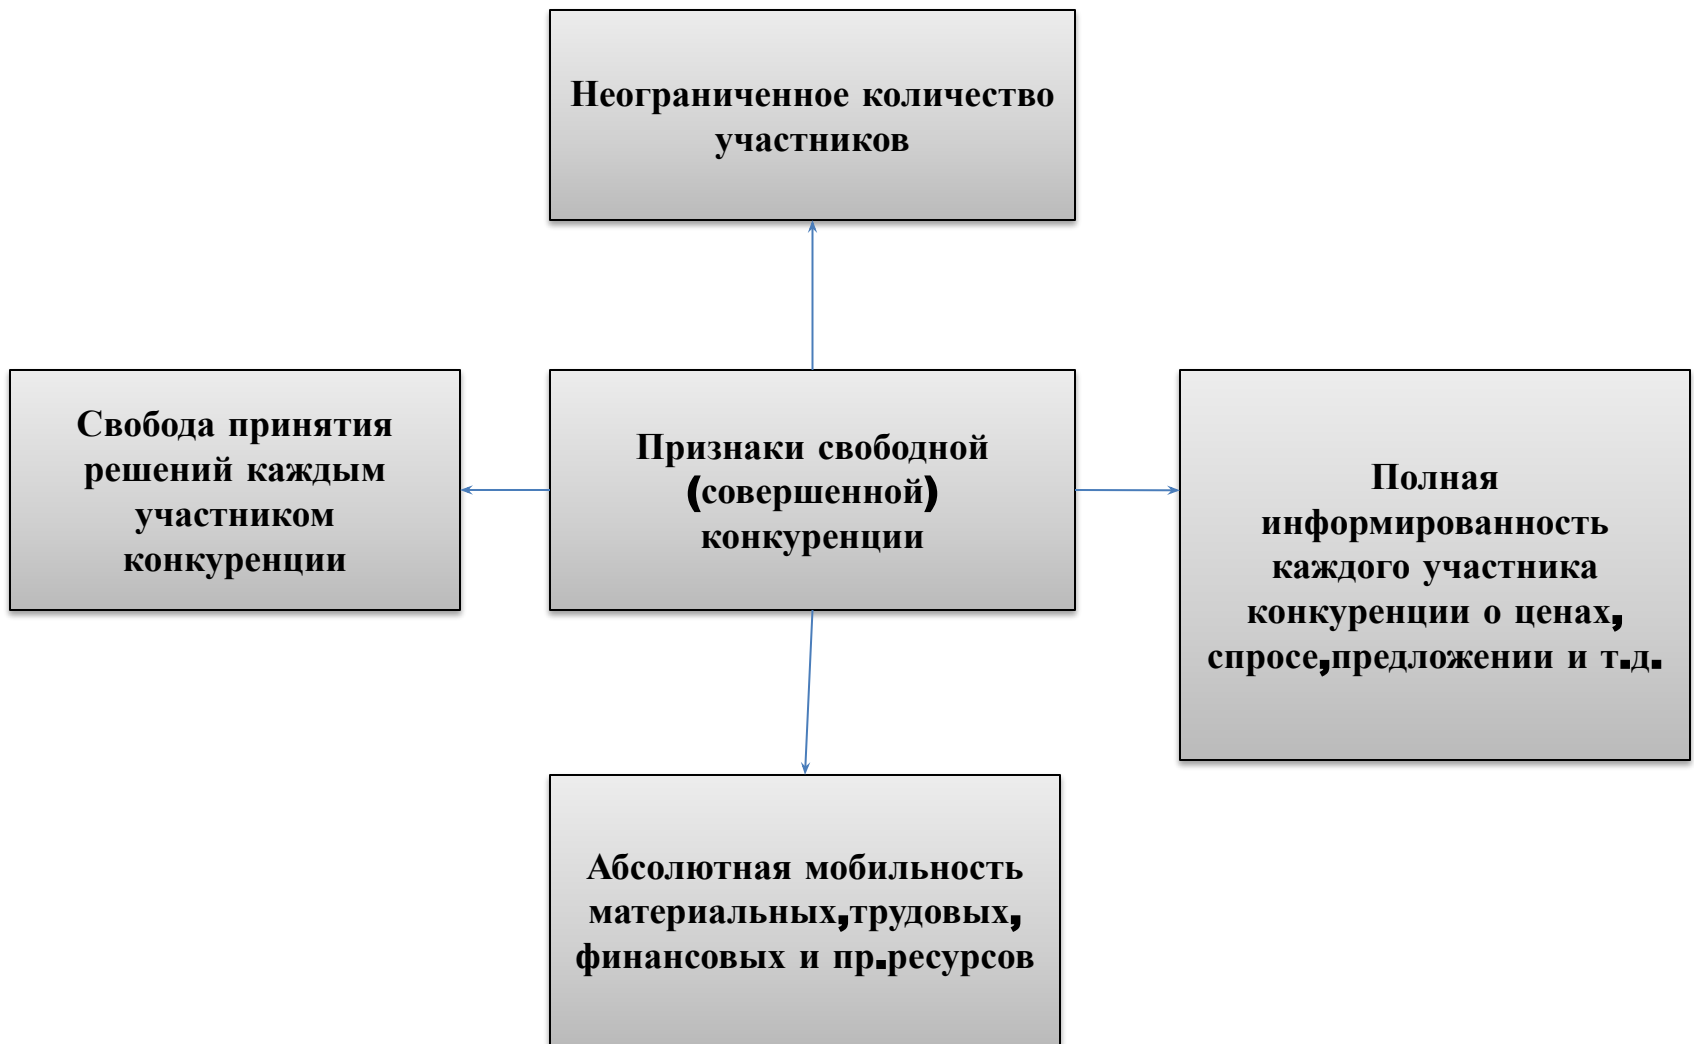 Неограниченное количество
участников
Свобода принятия
решений каждым
участником
конкуренции
Признаки свободной
(совершенной)
конкуренции
Полная
информированность
каждого участника
конкуренции о ценах,
спросе,предложении и т.д.
Абсолютная мобильность
материальных,трудовых,
финансовых и пр.ресурсов